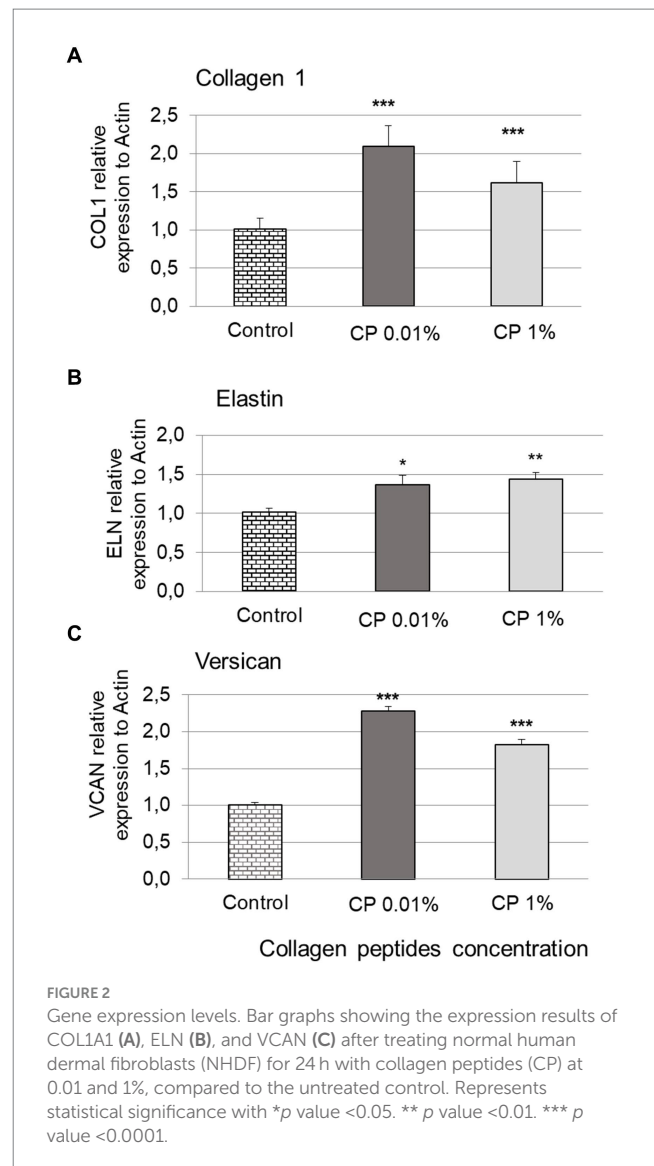 A
Collagen 1
COL1 relative
expression to Actin
2,5
2,0
1,5
1,0
0,5
0,0
***
***
Control
CP 0.01%
CP 1%
B
Elastin
ELN relative
expression to Actin
2,0
1,5
1,0
0,5
0,0
*
**
Control
CP 0.01%
CP 1%
C
Versican
VCAN relative
expression to Actin
2,5
2,0
1,5
1,0
0,5
0,0
***
***
Control
CP 0.01%
CP 1%
Collagen peptides concentration
FIGURE 2
Gene expression levels. Bar graphs showing the expression results of
COL1A1 (A), ELN (B), and VCAN (C) after treating normal human
dermal fibroblasts (NHDF) for 24 h with collagen peptides (CP) at
0.01 and 1%, compared to the untreated control. Represents
statistical significance with *p value <0.05. ** p value <0.01. *** p
value <0.0001.